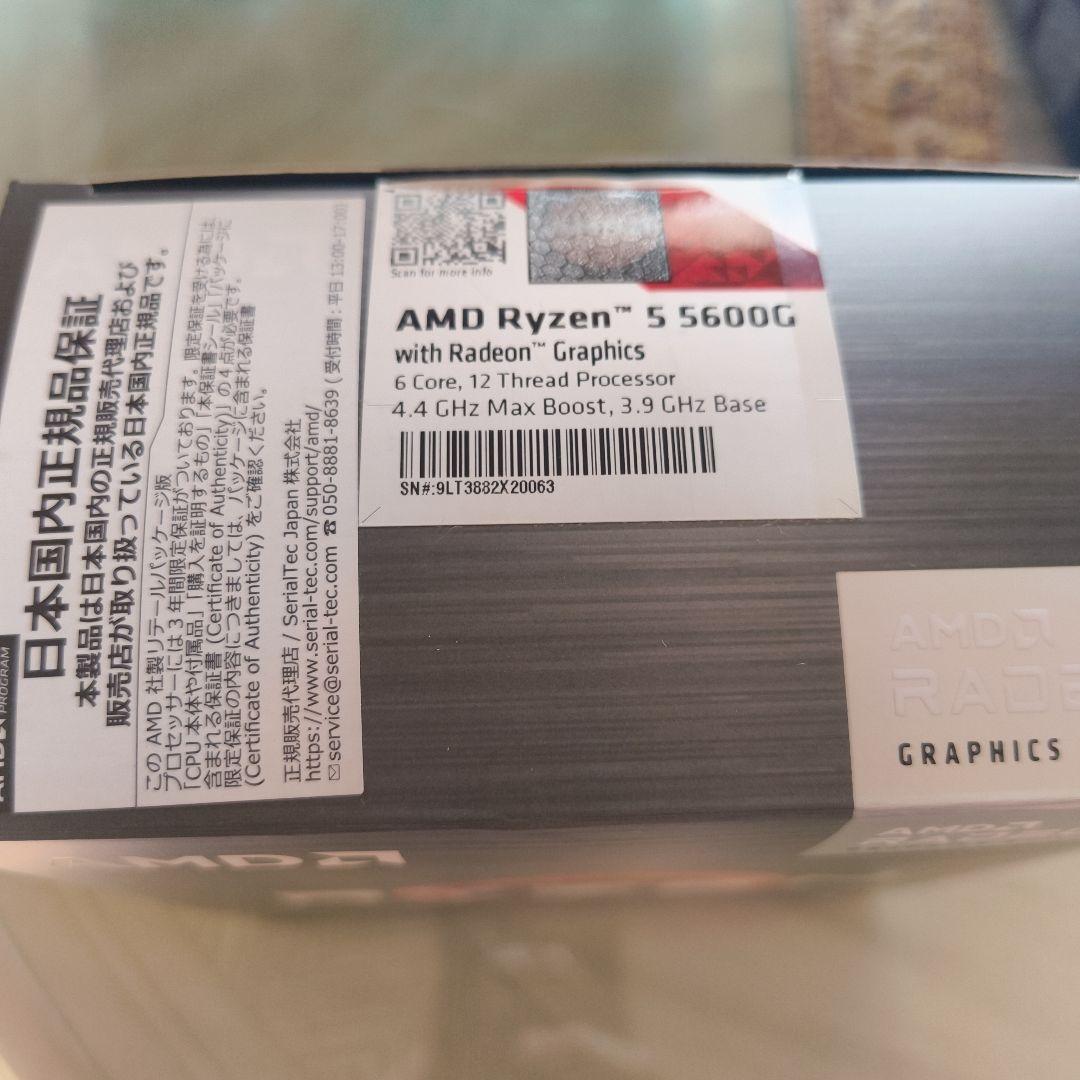 日本国内正規品保証
本製品は日本国内の正規販売代理店および
販売店が取り扱っている日本国内正規品です。
この AMD 社製リテールパッケージ版
プロセッサーには 3 年間限定保証がついております。限定保証を受ける為には、
「CPU 本体や付属品」「購入を証明するもの」「本保証書シール」「パッケージに
含まれる保証書 (Certificate of Authenticity)」の 4 点が必要です。
限定保証の内容につきましては、パッケージに含まれる保証書
(Certificate of Authenticity) をご確認ください。
正規販売代理店 / SerialTec Japan 株式会社
https://www.serial-tec.com/support/amd/
✉service@serial-tec.com ☎050-8881-8639 ( 受付時間 : 平日 13:00-17:00)
PROGRAM
Scan for more info
AMD Ryzen™ 5 5600G
with Radeon™ Graphics
6 Core, 12 Thread Processor
4.4 GHz Max Boost, 3.9 GHz Base
SN#:9LT3882X20063
AMD
GRAPHICS
AMD